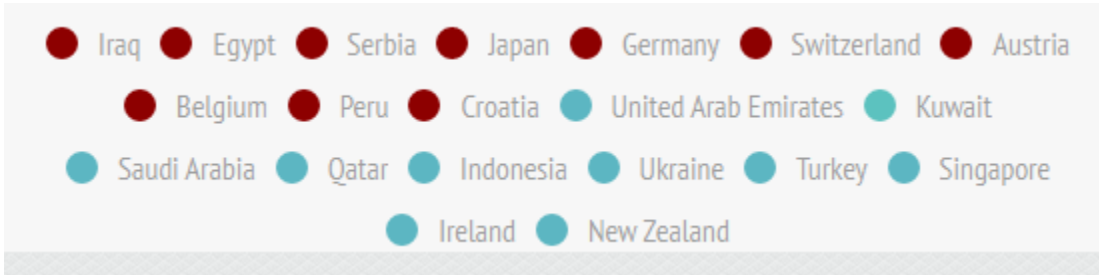 Iraq Egypt Serbia Japan Germany Switzerland Austria
Belgium Peru Croatia United Arab Emirates Kuwait
Saudi Arabia Qatar Indonesia Ukraine Turkey Singapore
Ireland New Zealand